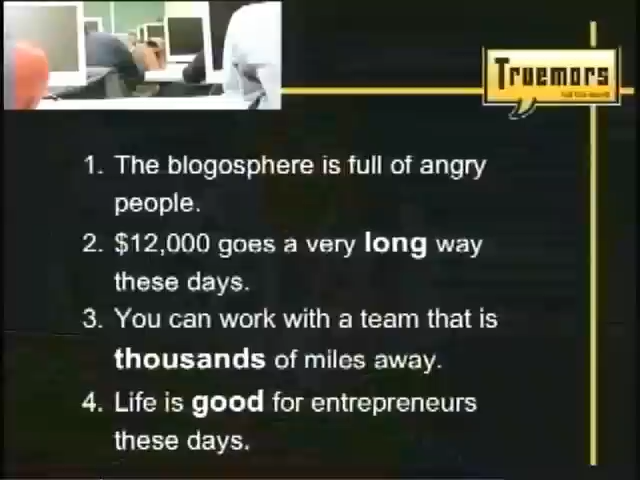 Truemors
1. The blogosphere is full of angry
people.
2. $12,000 goes a very long way
these days.
3. You can work with a team that is
thousands of miles away.
4. Life is good for entrepreneurs
these days.